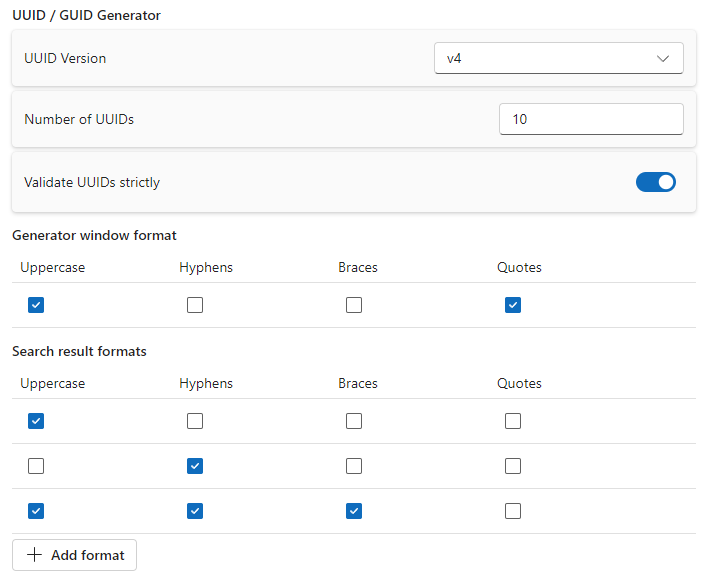 UUID / GUID Generator
UUID Version v4
Number of UUIDs 10
Validate UUIDs strictly
Generator window format
Uppercase Hyphens Braces Quotes
Search result formats
Uppercase Hyphens Braces Quotes
Add format